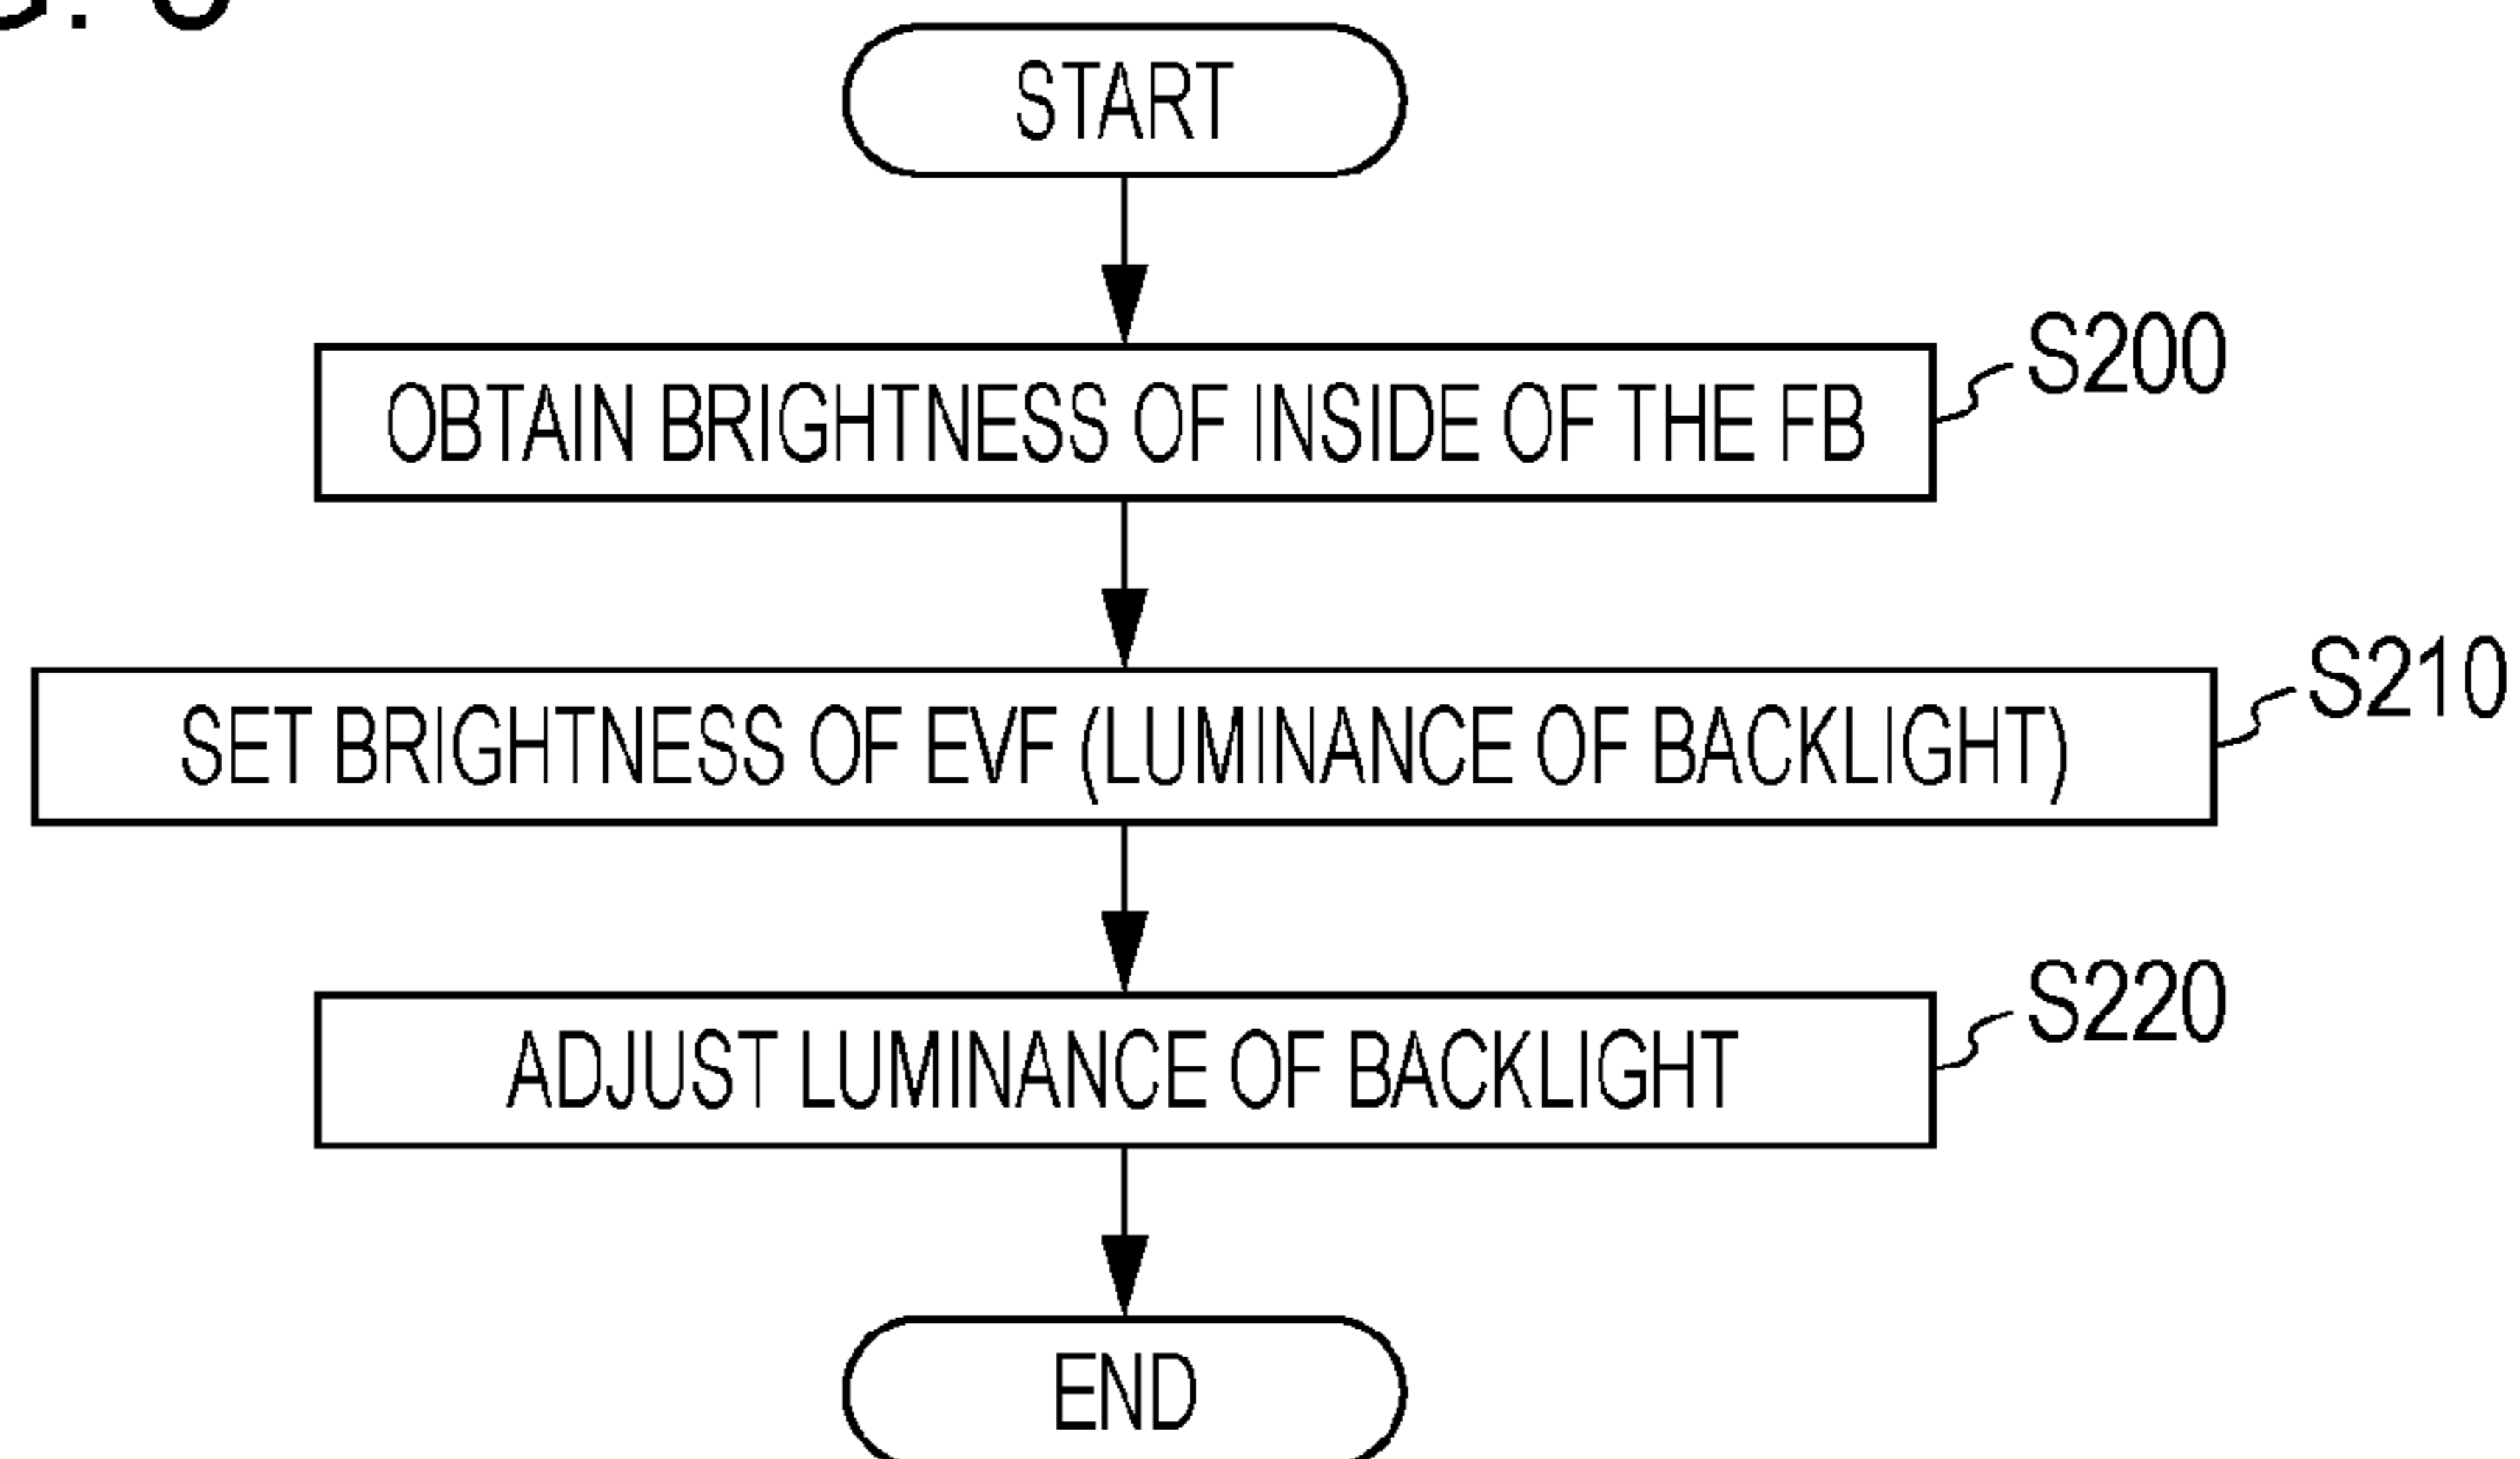 START
OBTAIN BRIGHTNESS OF INSIDE OF THE FB
S200
SET BRIGHTNESS OF EVF (LUMINANCE OF BACKLIGHT)
S210
ADJUST LUMINANCE OF BACKLIGHT
S220
END